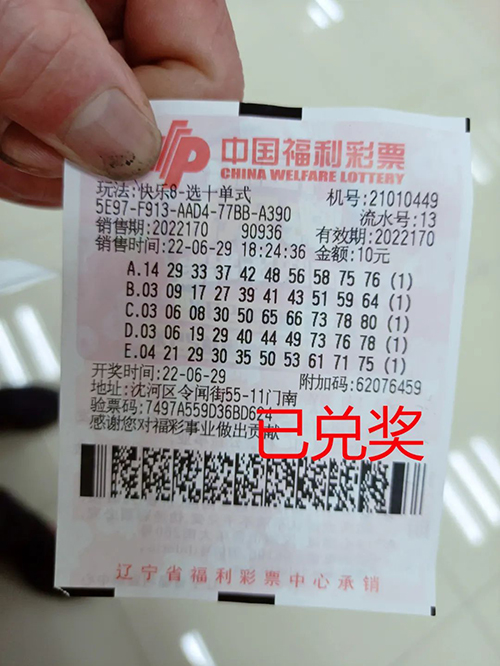 中国福利彩票
CHINA WELFARE LOTTERY
玩法:快乐8-选十单式 机号:21010449
5E97-F913-AAD4-77BB-A390 流水号:13
销售期:2022170 90936 有效期:2022170
销售时间:22-06-29 18:24:36 金额:10元
A.14 29 33 37 42 48 56 58 75 76 (1)
B.03 09 17 27 39 41 43 51 59 64 (1)
C.03 06 08 30 50 65 66 73 78 80 (1)
D.03 06 19 29 40 44 49 73 76 78 (1)
E.04 21 29 30 35 50 53 61 71 75 (1)
开奖时间:22-06-29 附加码:62076459
地址:沈河区令闻街55-11门南
验票码:7497A559D36BD624
感谢您对福彩事业做出贡献
已兑奖
辽宁省福利彩票中心承销